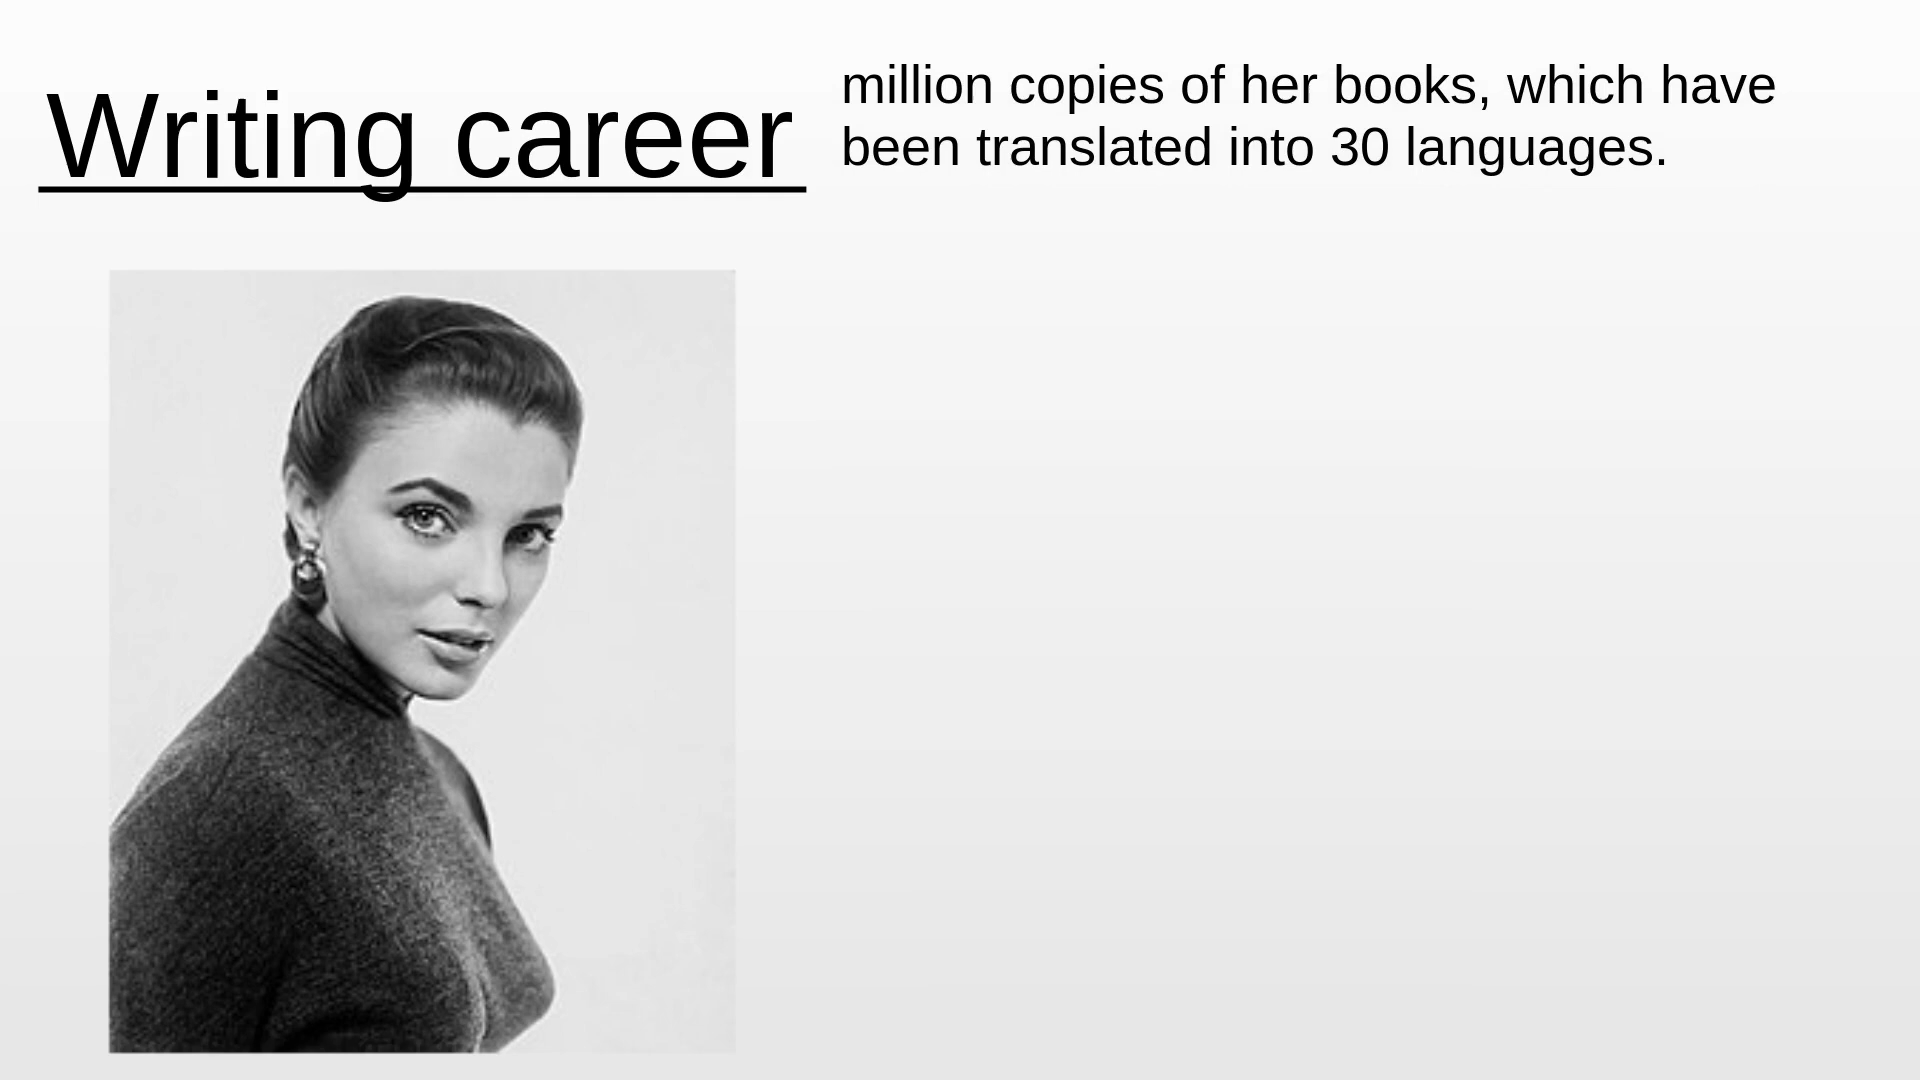 Writing career
million copies of her books, which have
been translated into 30 languages.